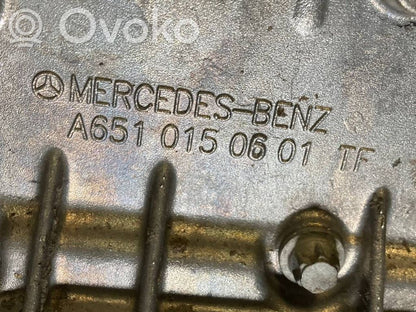 Ovoko
MERCEDES-BENZ
A651 015 06 01 TF